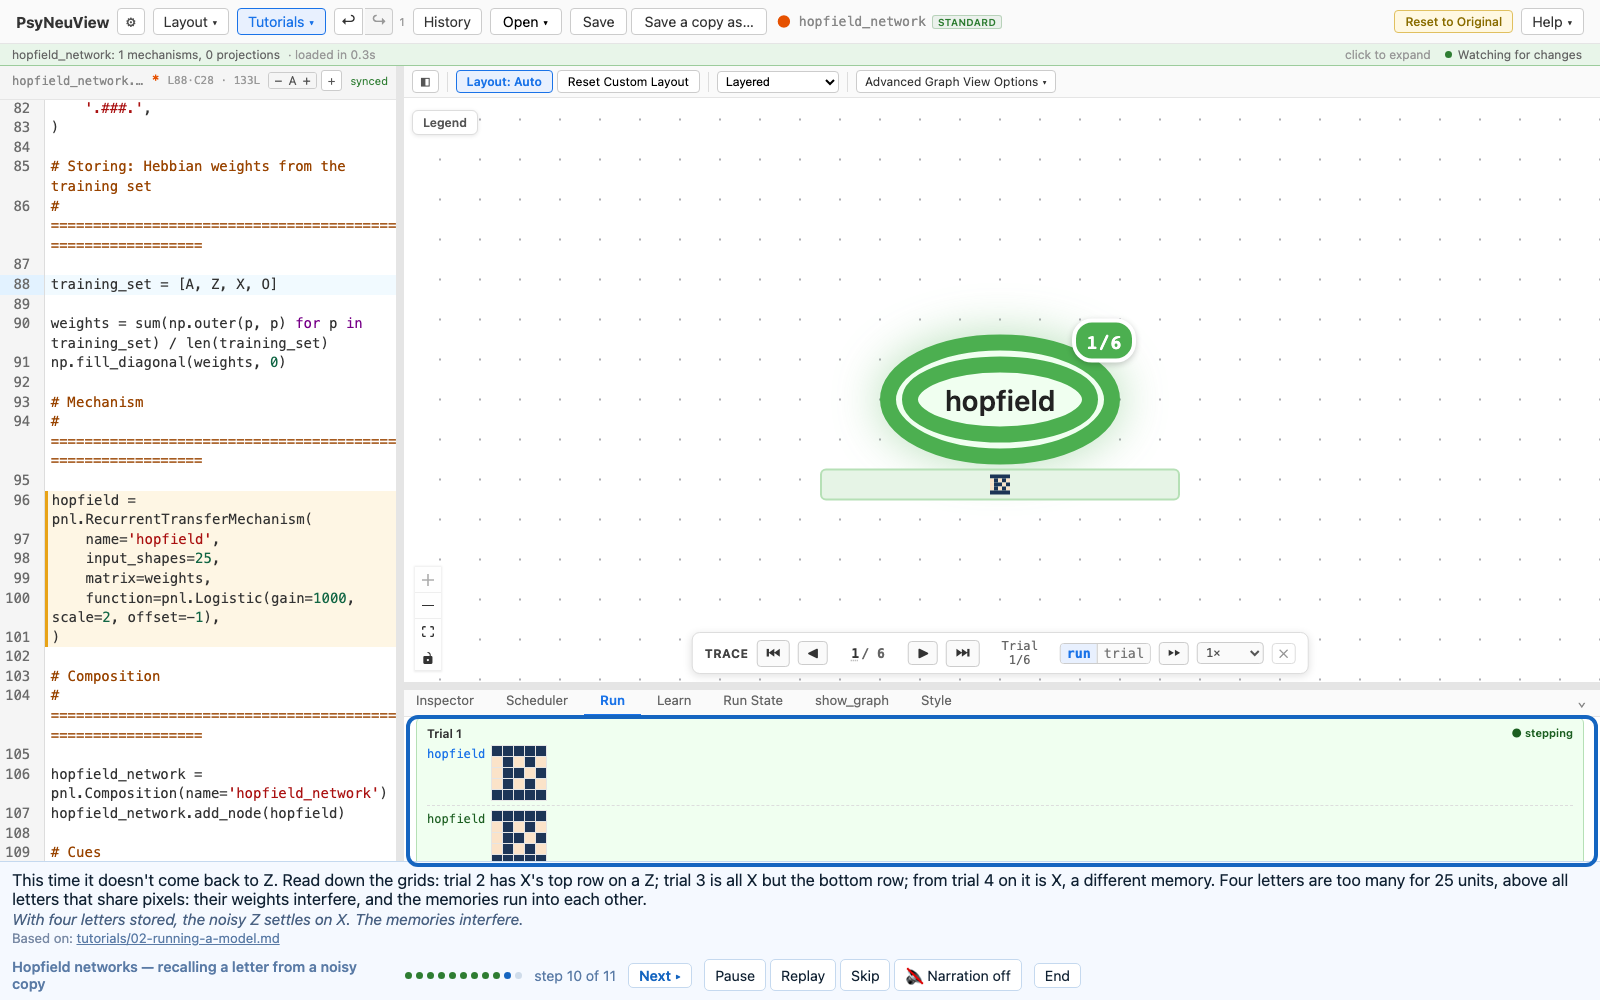 PsyNeuView ⚙ Layout ▾ Tutorials ▾ ↩ ↪ 1 History Open ▾ Save Save a copy as... hopfield_network STANDARD Reset to Original Help ▾
hopfield_network: 1 mechanisms, 0 projections · loaded in 0.3s click to expand Watching for changes
hopfield_network.… * L88·C28 · 133L − A + + synced
Layout: Auto Reset Custom Layout Layered Advanced Graph View Options ▾
Legend
82 '.###.',
83 )
84
85 # Storing: Hebbian weights from the
training set
86 #
=========================================
==================
87
88 training_set = [A, Z, X, O]
89
90 weights = sum(np.outer(p, p) for p in
training_set) / len(training_set)
91 np.fill_diagonal(weights, 0)
92
93 # Mechanism
94 #
=========================================
==================
95
96 hopfield =
pnl.RecurrentTransferMechanism(
97 name='hopfield',
98 input_shapes=25,
99 matrix=weights,
100 function=pnl.Logistic(gain=1000,
scale=2, offset=−1),
101 )
102
103 # Composition
104 #
=========================================
==================
105
106 hopfield_network =
pnl.Composition(name='hopfield_network')
107 hopfield_network.add_node(hopfield)
108
109 # Cues
1/6
hopfield
TRACE ⏮ ◀ 1/ 6 ▶ ⏭ Trial 1/6 run trial ▸▸ 1× ✕
Inspector Scheduler Run Learn Run State show_graph Style
Trial 1 stepping
hopfield
hopfield
This time it doesn't come back to Z. Read down the grids: trial 2 has X's top row on a Z; trial 3 is all X but the bottom row; from trial 4 on it is X, a different memory. Four letters are too many for 25 units, above all
letters that share pixels: their weights interfere, and the memories run into each other.
With four letters stored, the noisy Z settles on X. The memories interfere.
Based on: tutorials/02-running-a-model.md
Hopfield networks — recalling a letter from a noisy
copy
step 10 of 11 Next ▸ Pause Replay Skip Narration off End